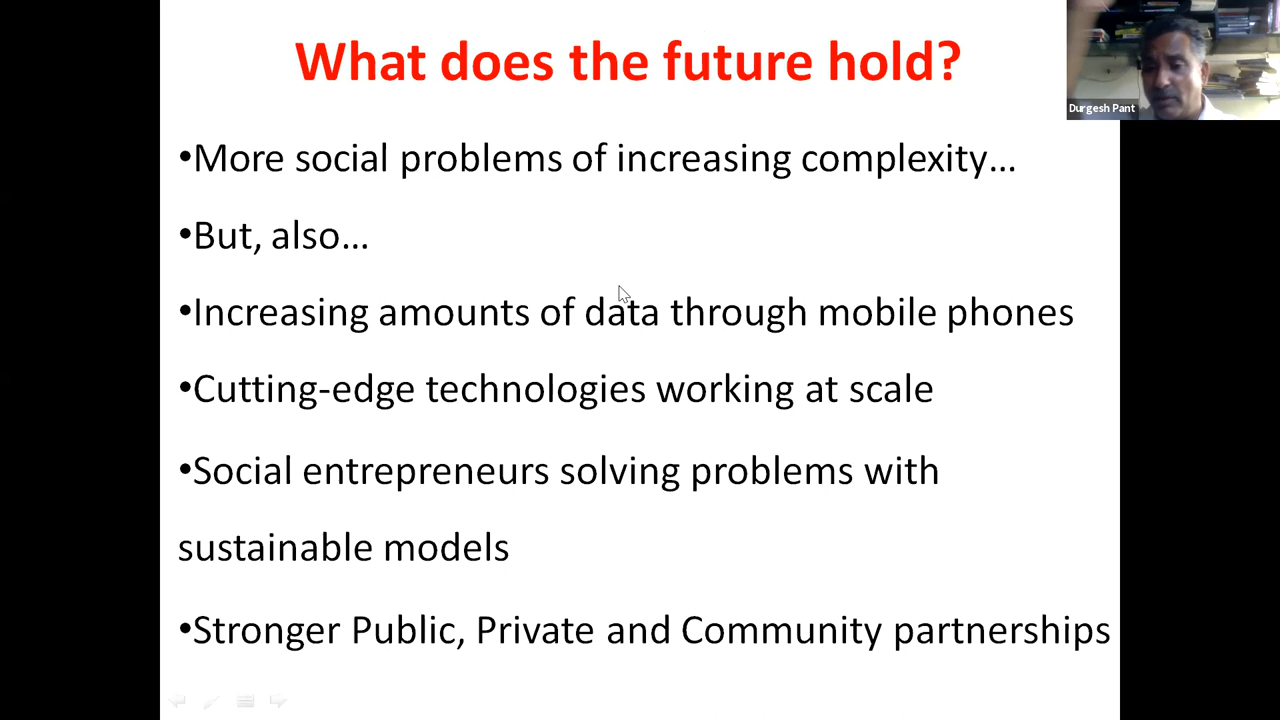 What does the future hold?
Durgesh Pant
•More social problems of increasing complexity…
•But, also…
•Increasing amounts of data through mobile phones
•Cutting-edge technologies working at scale
•Social entrepreneurs solving problems with
sustainable models
•Stronger Public, Private and Community partnerships